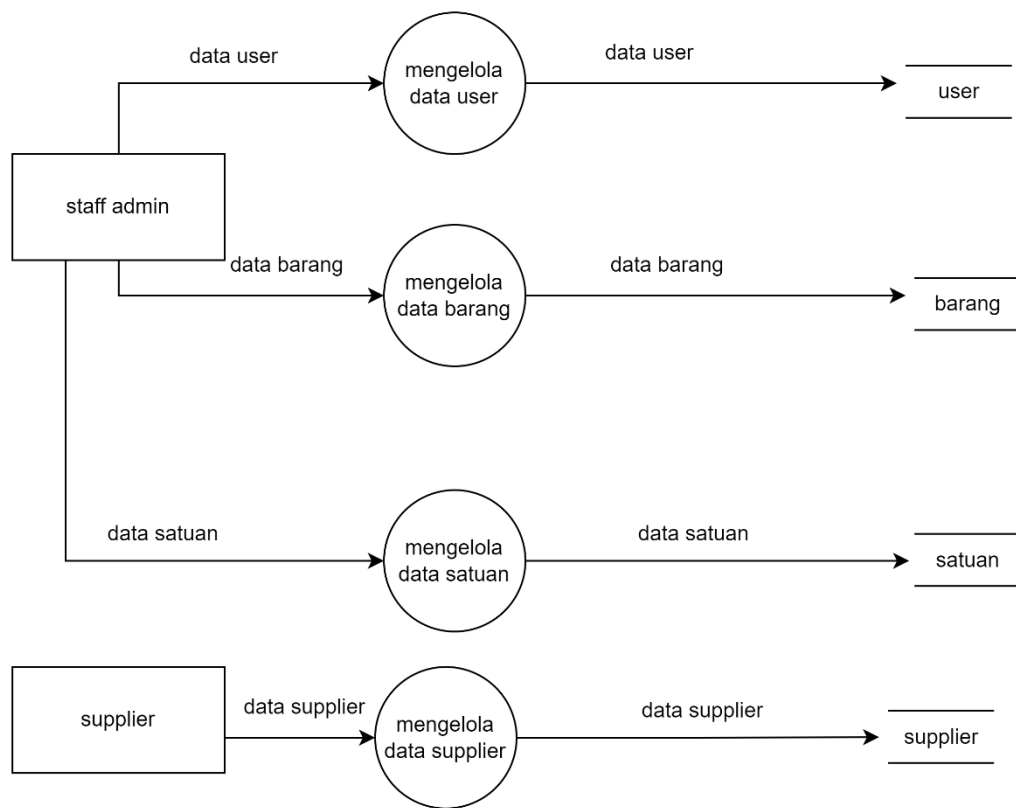 data user
mengelola
data user
data user
user
staff admin
data barang
mengelola
data barang
data barang
barang
data satuan
mengelola
data satuan
data satuan
satuan
supplier
data supplier
mengelola
data supplier
data supplier
supplier